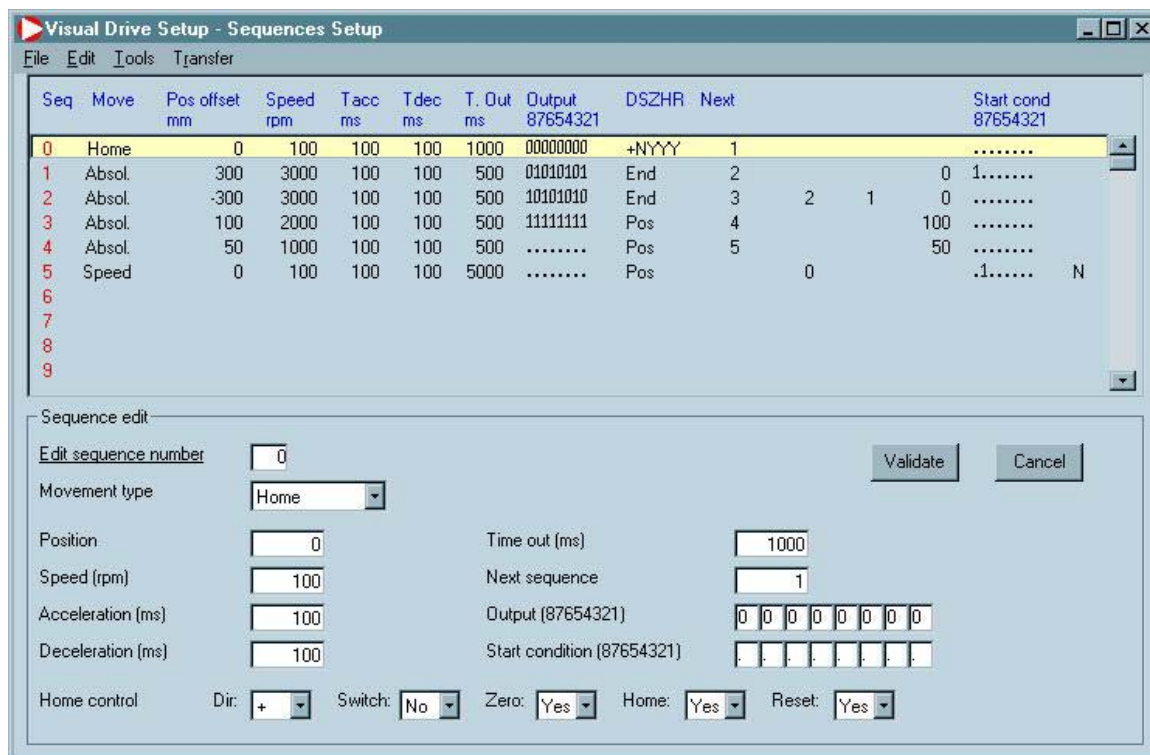 Visual Drive Setup - Sequences Setup
File Edit Tools Transfer
Seq Move Pos offset Speed Tacc Tdec T. Out Output DSZHR Next Start cond
mm rpm ms ms ms 87654321 87654321
0 Home 0 100 100 100 1000 00000000 +NYYY 1 ........
1 Absol. 300 3000 100 100 500 01010101 End 2 0 1.......
2 Absol. -300 3000 100 100 500 10101010 End 3 2 1 0 ........
3 Absol. 100 2000 100 100 500 11111111 Pos 4 100 ........
4 Absol. 50 1000 100 100 500 ........ Pos 5 50 ........
5 Speed 0 100 100 100 5000 ........ Pos 0 .1...... N
6
7
8
9
Sequence edit
Edit sequence number 0 Validate Cancel
Movement type Home
Position 0 Time out (ms) 1000
Speed (rpm) 100 Next sequence 1
Acceleration (ms) 100 Output (87654321) 0 0 0 0 0 0 0 0
Deceleration (ms) 100 Start condition (87654321) . . . . . . . .
Home control Dir: + Switch: No Zero: Yes Home: Yes Reset: Yes